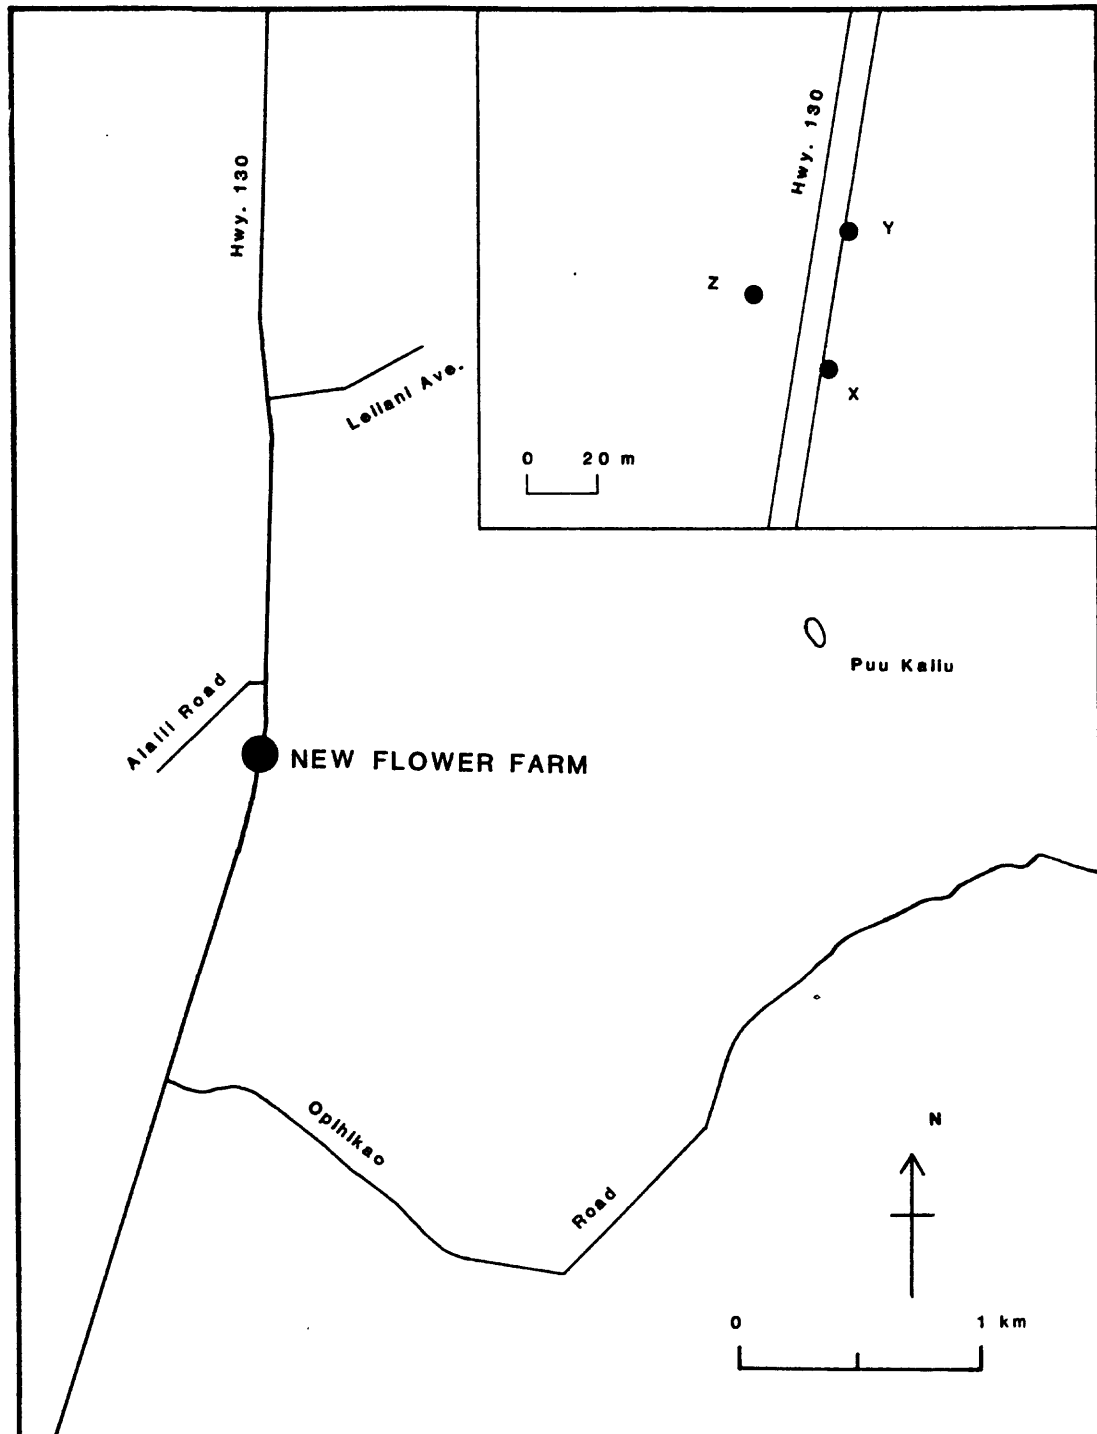 Hwy. 130
Hwy. 130
Y
Z
X
0 20 m
Leilani Ave.
Puu Kaliu
Alaili Road
NEW FLOWER FARM
Opihikao
Road
N
0 1 km